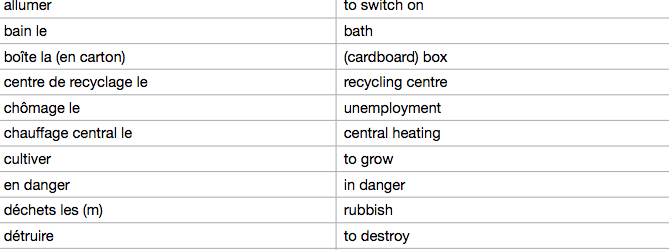 allumer to switch on
bain le bath
boîte la (en carton) (cardboard) box
centre de recyclage le recycling centre
chômage le unemployment
chauffage central le central heating
cultiver to grow
en danger in danger
déchets les (m) rubbish
détruire to destroy